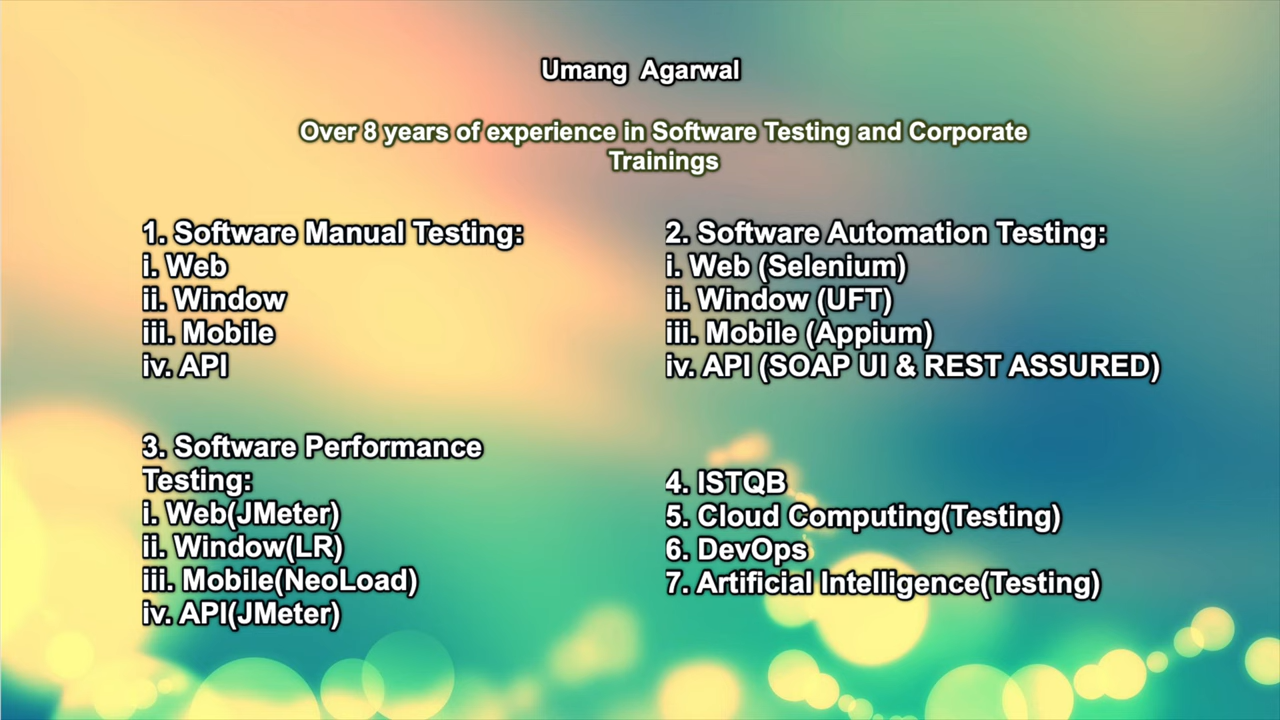 Umang Agarwal
Over 8 years of experience in Software Testing and Corporate
Trainings
1. Software Manual Testing:
i. Web
ii. Window
iii. Mobile
iv. API
2. Software Automation Testing:
i. Web (Selenium)
ii. Window (UFT)
iii. Mobile (Appium)
iv. API (SOAP UI & REST ASSURED)
3. Software Performance
Testing:
i. Web(JMeter)
ii. Window(LR)
iii. Mobile(NeoLoad)
iv. API(JMeter)
4. ISTQB
5. Cloud Computing(Testing)
6. DevOps
7. Artificial Intelligence(Testing)